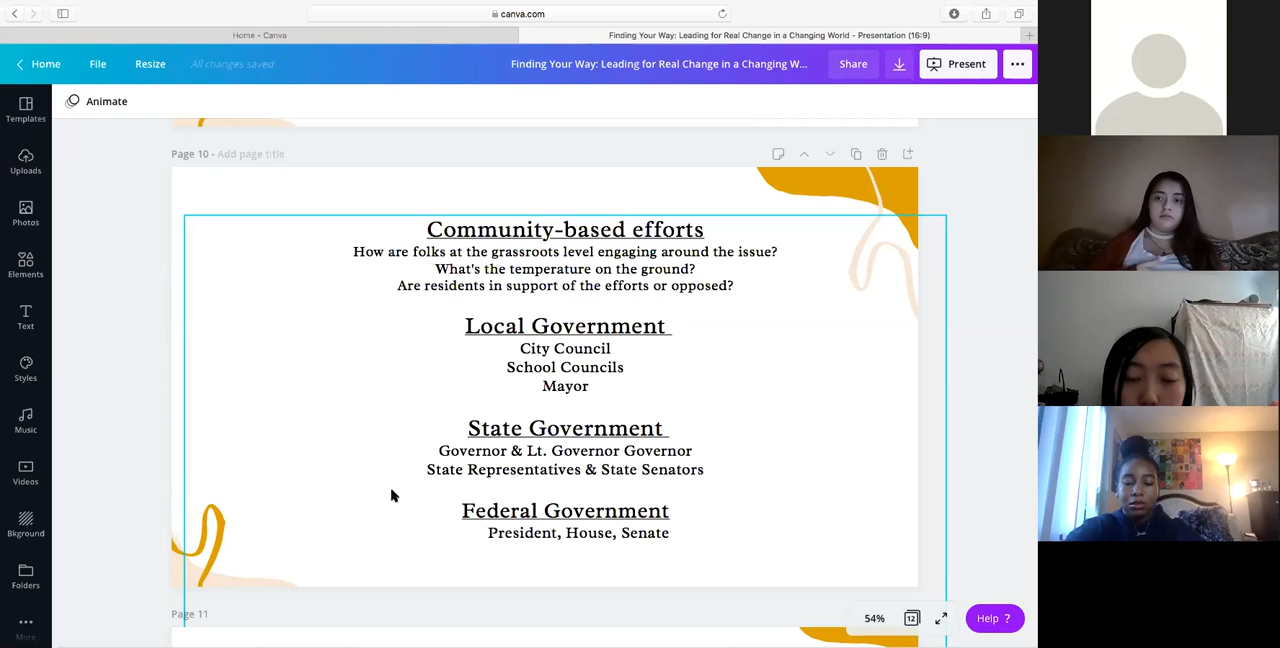 canva.com
Home - Canva
Finding Your Way: Leading for Real Change in a Changing World - Presentation (16:9)
Home
File
Resize
All changes saved
Finding Your Way: Leading for Real Change in a Changing W...
Share
Present
Animate
Templates
Uploads
Photos
Elements
Text
Styles
Music
Videos
Bkground
Folders
More
Page 10 - Add page title
Community-based efforts
How are folks at the grassroots level engaging around the issue?
What's the temperature on the ground?
Are residents in support of the efforts or opposed?
Local Government
City Council
School Councils
Mayor
State Government
Governor & Lt. Governor Governor
State Representatives & State Senators
Federal Government
President, House, Senate
Page 11
54%
12
Help ?